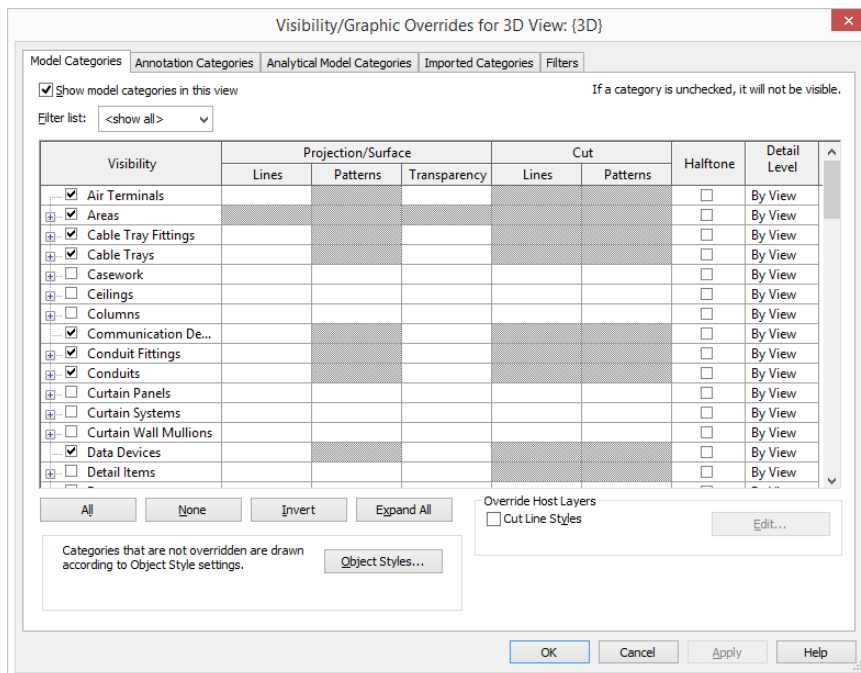 Visibility/Graphic Overrides for 3D View: {3D}
Model Categories Annotation Categories Analytical Model Categories Imported Categories Filters
Show model categories in this view
If a category is unchecked, it will not be visible.
Filter list: <show all>
Visibility Projection/Surface Cut Halftone Detail Level
Lines Patterns Transparency Lines Patterns
Air Terminals By View
Areas By View
Cable Tray Fittings By View
Cable Trays By View
Casework By View
Ceilings By View
Columns By View
Communication De... By View
Conduit Fittings By View
Conduits By View
Curtain Panels By View
Curtain Systems By View
Curtain Wall Mullions By View
Data Devices By View
Detail Items By View
All None Invert Expand All
Override Host Layers
Cut Line Styles
Edit...
Categories that are not overridden are drawn
according to Object Style settings.
Object Styles...
OK Cancel Apply Help